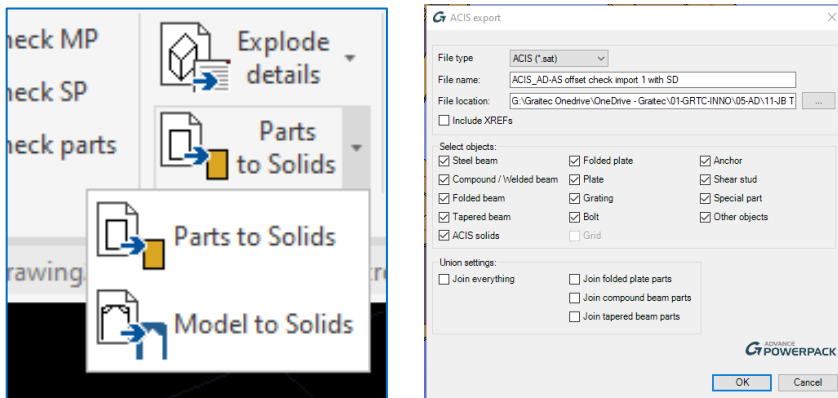 heck MP
heck SP
heck parts
Explode
details
Parts
to Solids
Parts to Solids
Model to Solids
rawing
ACIS export
File type
ACIS (*.sat)
File name:
ACIS_AD-AS offset check import 1 with SD
File location:
G:\Graitec Onedrive\OneDrive - Graitec\01-GRTC-INNO\05-AD\11-JB T
...
Include XREFs
Select objects:
Steel beam
Folded plate
Anchor
Compound / Welded beam
Plate
Shear stud
Folded beam
Grating
Special part
Tapered beam
Bolt
Other objects
ACIS solids
Grid
Union settings:
Join everything
Join folded plate parts
Join compound beam parts
Join tapered beam parts
ADVANCE
POWERPACK
OK
Cancel